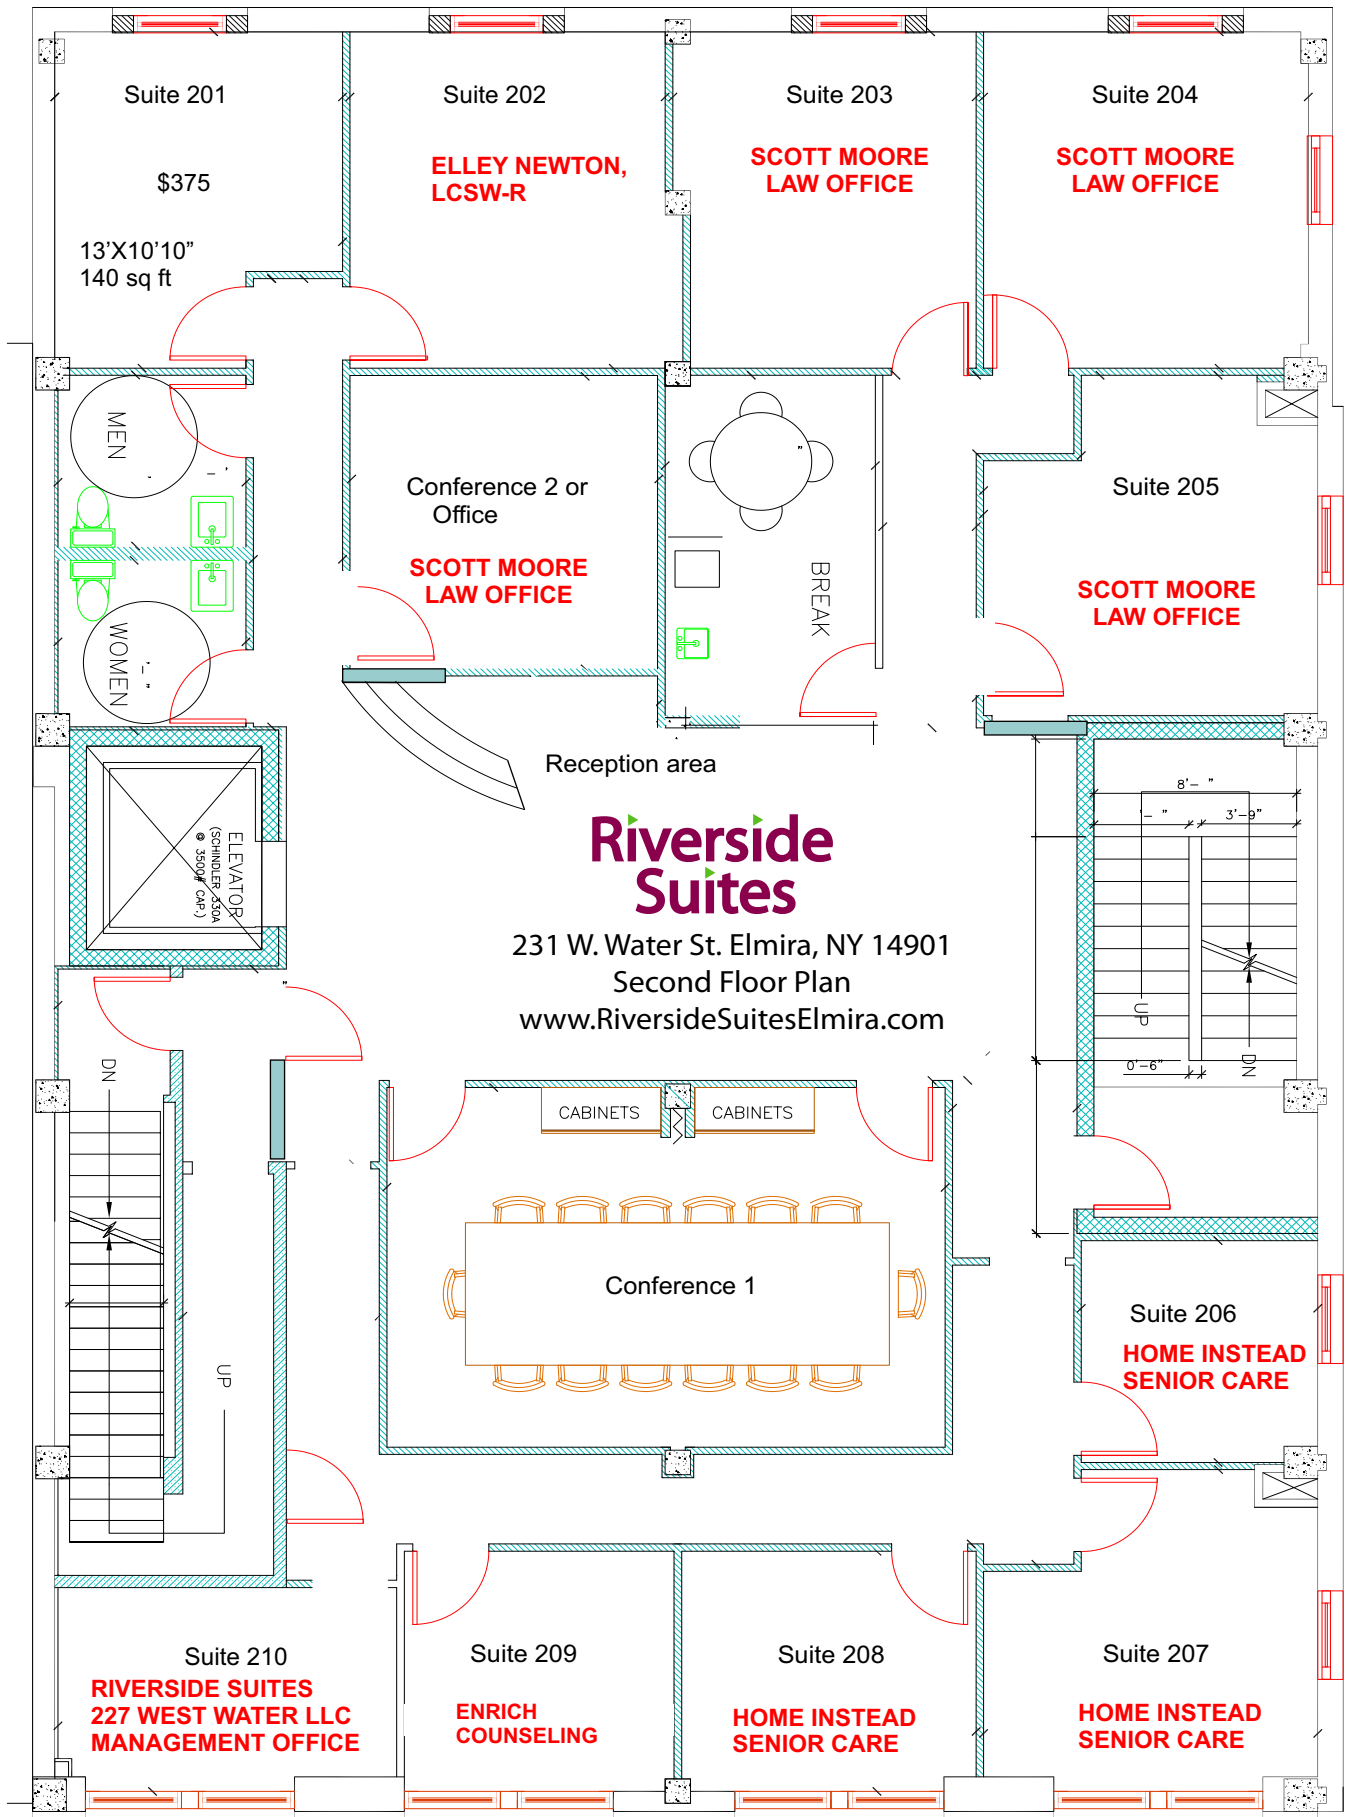 Suite 201
Suite 202
Suite 203
Suite 204
$375
ELLEY NEWTON,
LCSW-R
SCOTT MOORE
LAW OFFICE
SCOTT MOORE
LAW OFFICE
13'X10'10”
140 sq ft
MEN
WOMEN
Conference 2 or
Office
SCOTT MOORE
LAW OFFICE
BREAK
Suite 205
SCOTT MOORE
LAW OFFICE
ELEVATOR
(SCHINDLER 330A
@ 3500# CAP.)
Reception area
Riverside
Suites
231 W. Water St. Elmira, NY 14901
Second Floor Plan
www.RiversideSuitesElmira.com
8'- "
'- "
3'-9"
UP
DN
0'-6"
DN
UP
CABINETS
CABINETS
Conference 1
Suite 206
HOME INSTEAD
SENIOR CARE
Suite 210
RIVERSIDE SUITES
227 WEST WATER LLC
MANAGEMENT OFFICE
Suite 209
ENRICH
COUNSELING
Suite 208
HOME INSTEAD
SENIOR CARE
Suite 207
HOME INSTEAD
SENIOR CARE